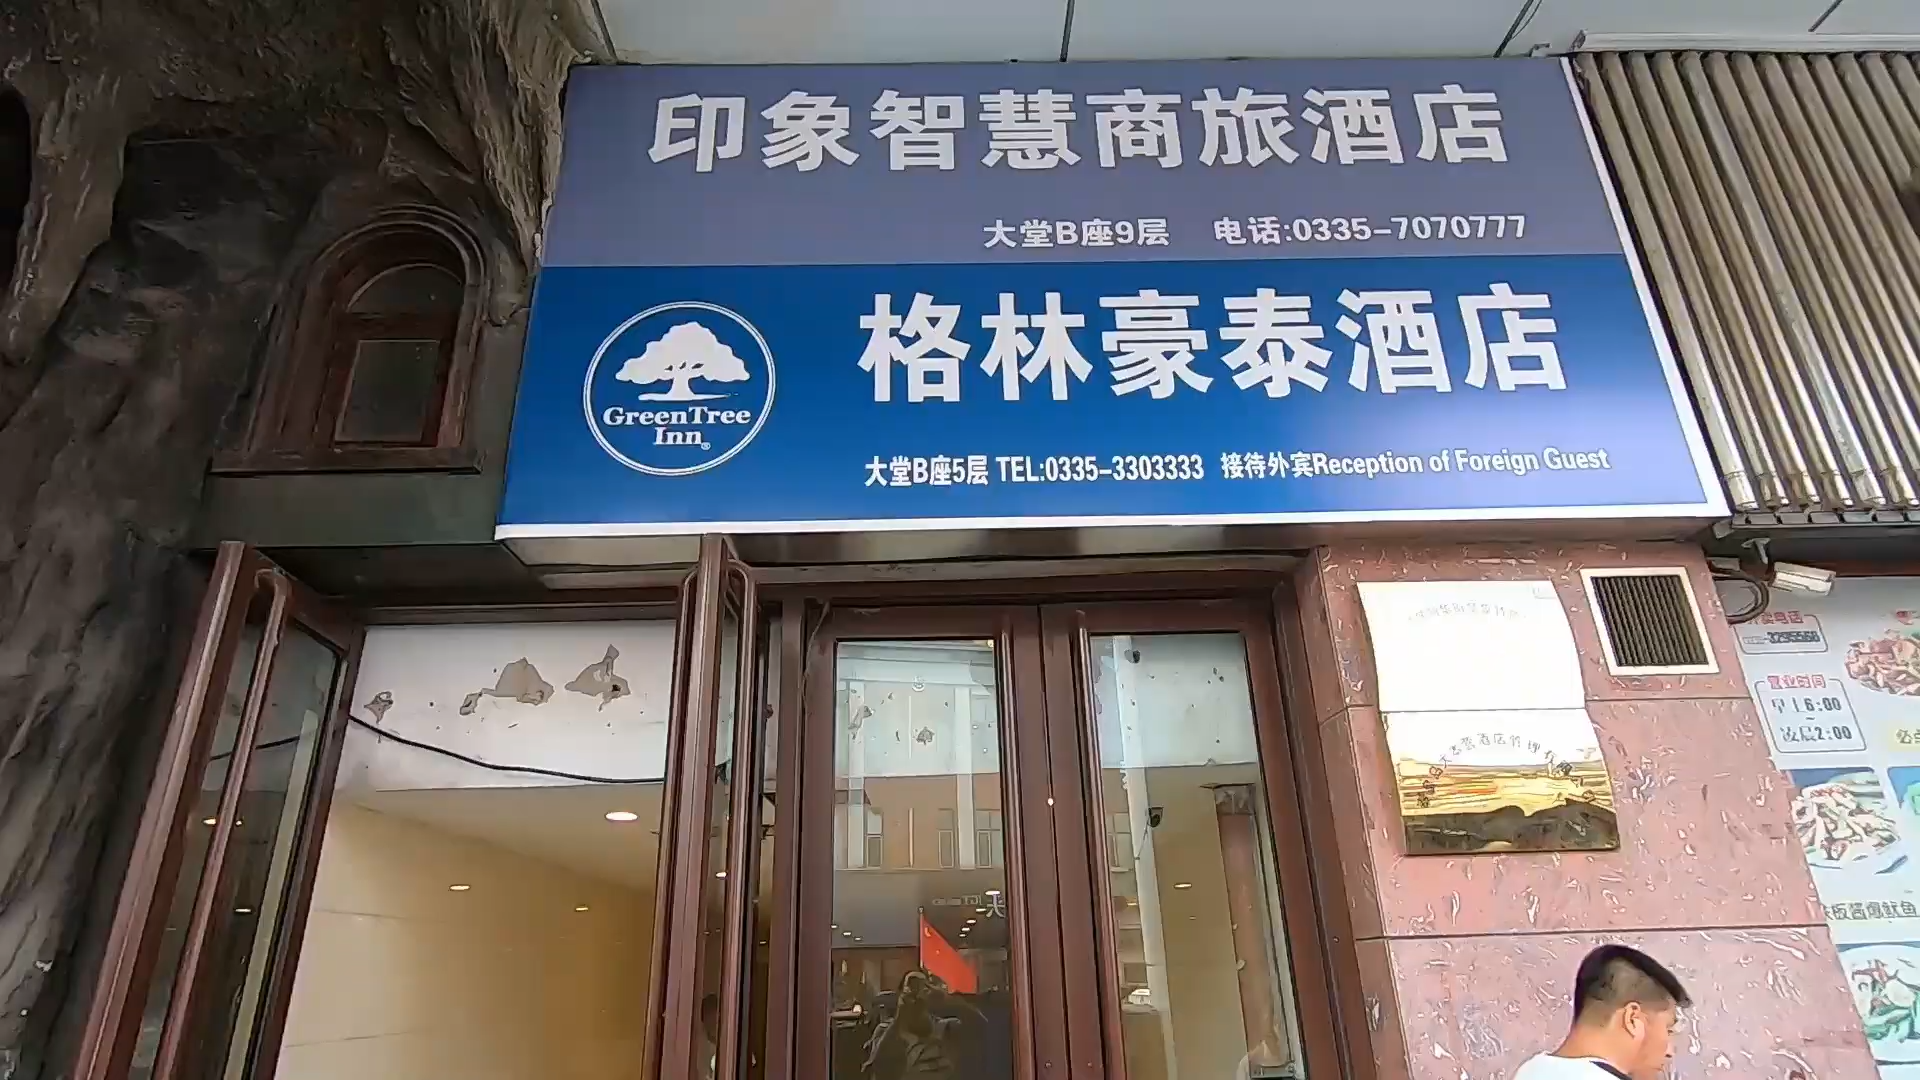 印象智慧商旅酒店
大堂B座9层 电话:0335-7070777
格林豪泰酒店
GreenTree
Inn®
大堂B座5层 TEL:0335-3303333 接待外宾Reception of Foreign Guest
营业时间
早16:00
~
凌晨2:00